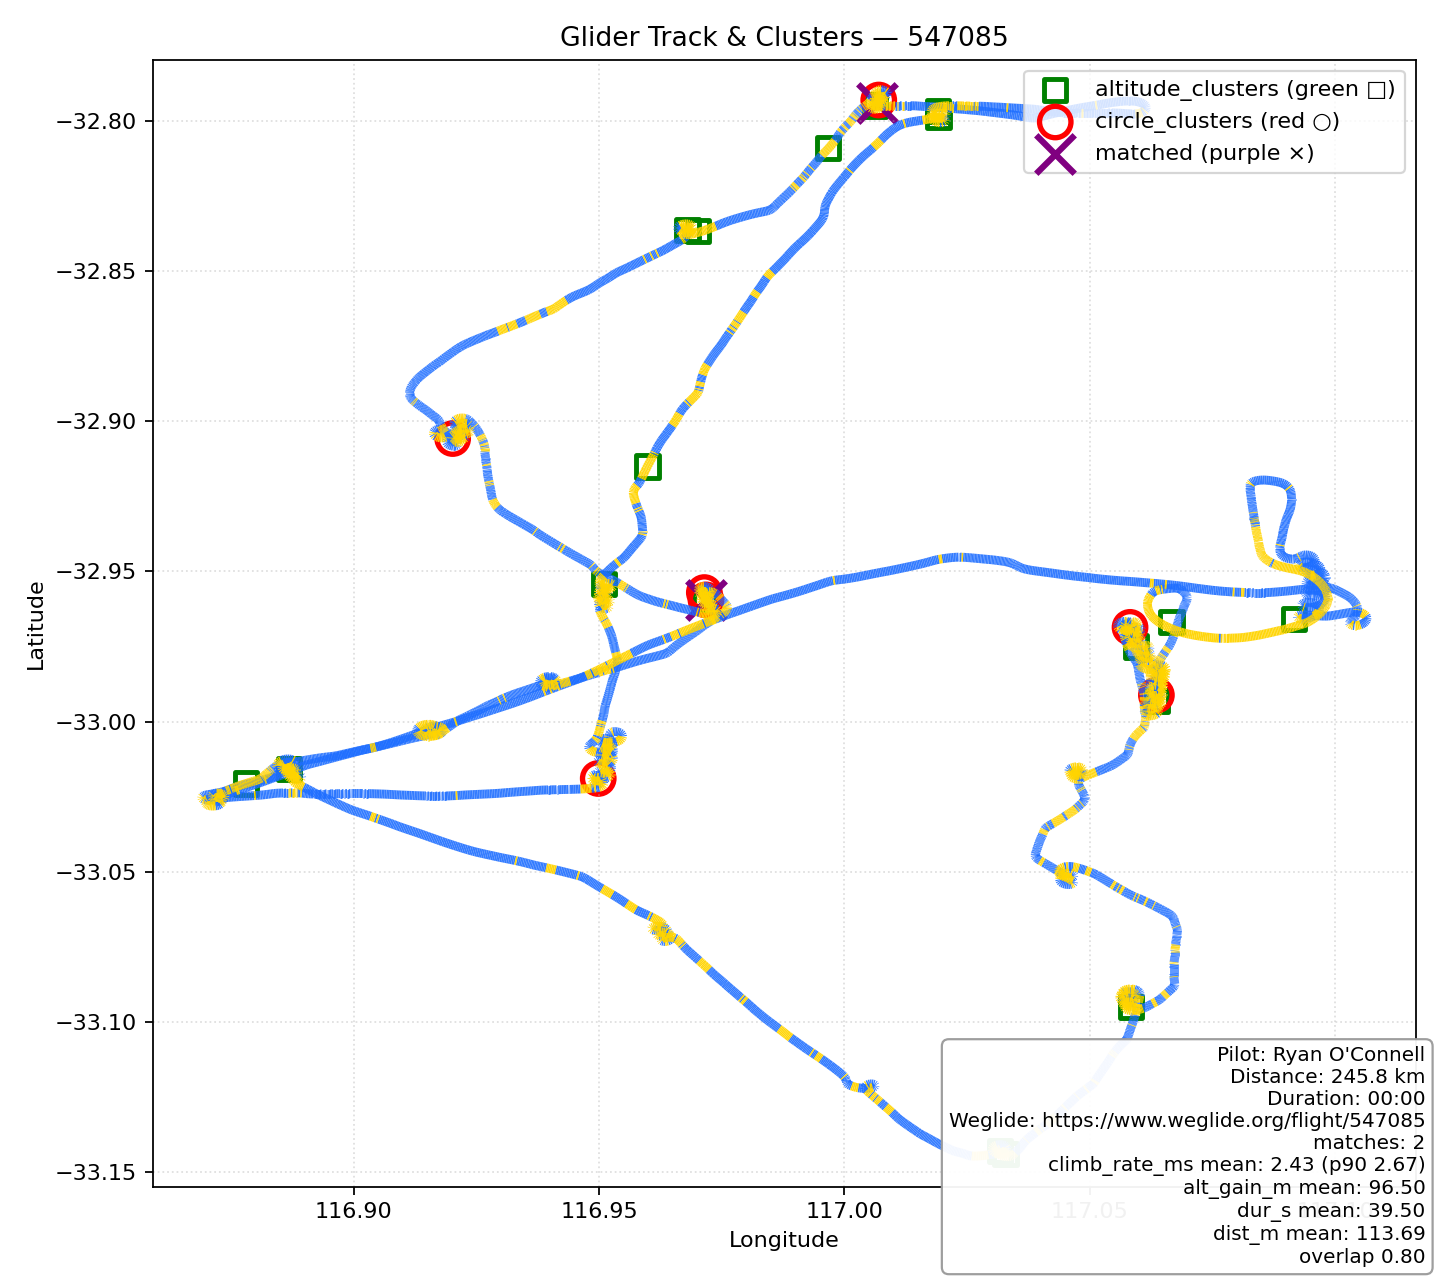 Glider Track & Clusters — 547085
altitude_clusters (green □)
circle_clusters (red ○)
matched (purple ×)
Latitude
−32.80
−32.85
−32.90
−32.95
−33.00
−33.05
−33.10
−33.15
116.90
116.95
117.00
117.05
Longitude
Pilot: Ryan O'Connell
Distance: 245.8 km
Duration: 00:00
Weglide: https://www.weglide.org/flight/547085
matches: 2
climb_rate_ms mean: 2.43 (p90 2.67)
alt_gain_m mean: 96.50
dur_s mean: 39.50
dist_m mean: 113.69
overlap 0.80